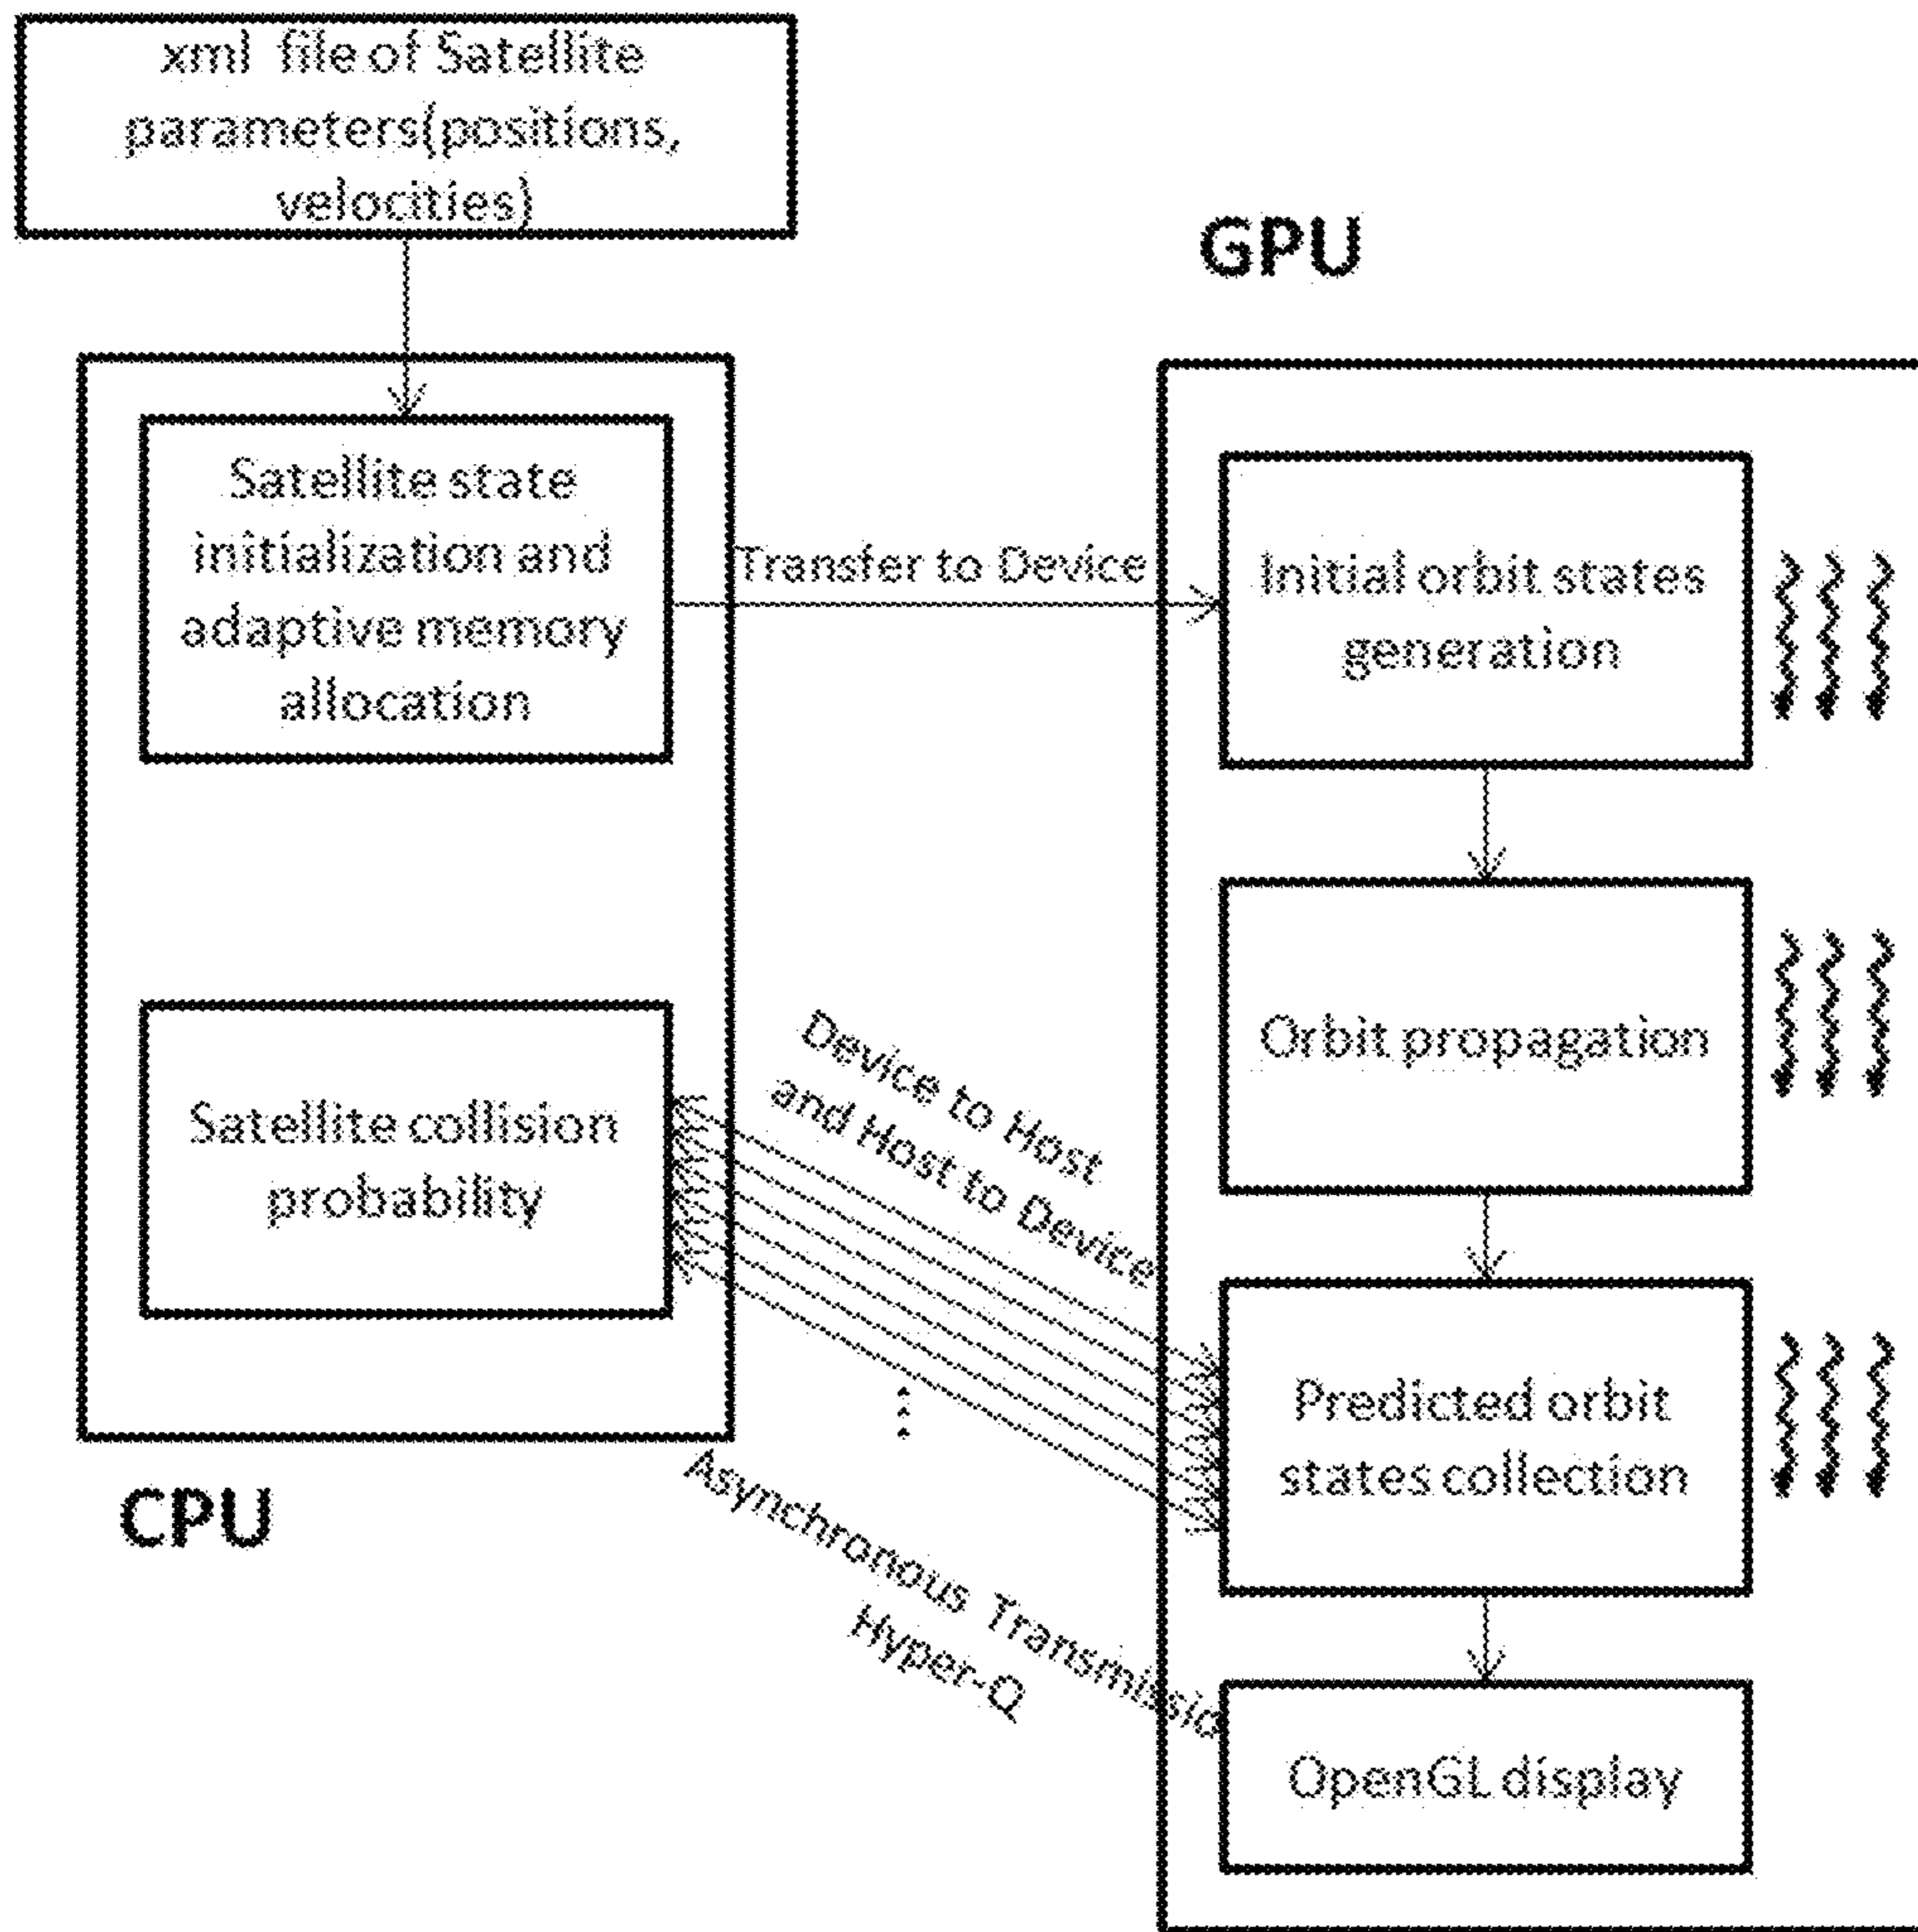 xml file of Satellite
parameters(positions,
velocities)
GPU
Satellite state
initialization and
adaptive memory
allocation
Transfer to Device
Initial orbit states
generation
Orbit propagation
Device to Host
and Host to Device
Satellite collision
probability
Predicted orbit
states collection
CPU
Asynchronous Transmissio
Hyper-Q
OpenGL display